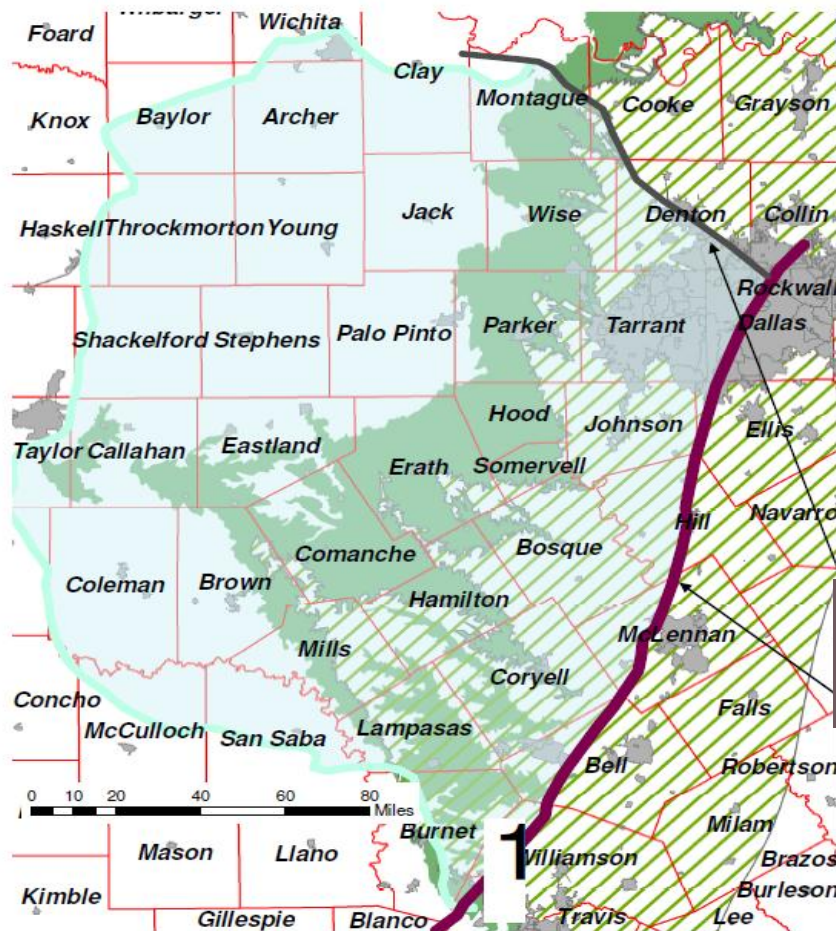 Wichita
Foard
Clay
Montague
Cooke
Grayson
Knox
Baylor
Archer
Haskell
Throckmorton
Young
Jack
Wise
Denton
Collin
Rockwall
Shackelford
Stephens
Palo Pinto
Parker
Tarrant
Dallas
Hood
Johnson
Ellis
Taylor
Callahan
Eastland
Erath
Somervell
Hill
Navarro
Bosque
Comanche
Coleman
Brown
Hamilton
McLennan
Mills
Coryell
Concho
McCulloch
San Saba
Lampasas
Falls
Bell
Robertson
0 10 20 40 60 80
Miles
Burnet
1
Milam
Mason
Llano
Williamson
Brazos
Kimble
Burleson
Gillespie
Blanco
Travis
Lee